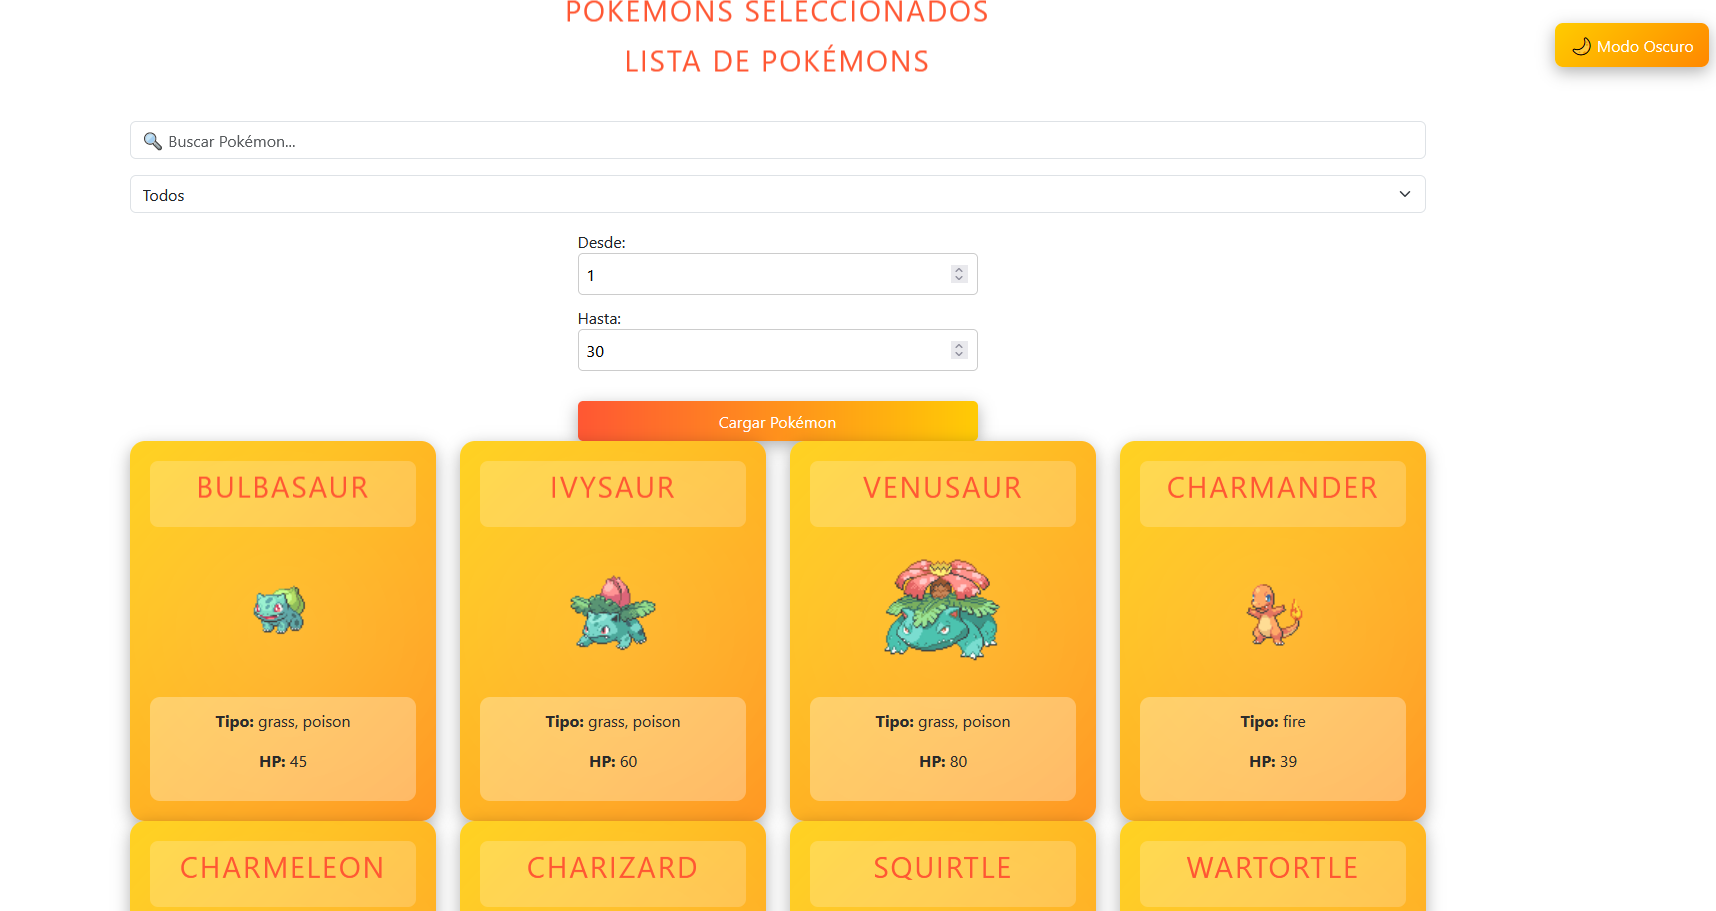 POKÉMONS SELECCIONADOS
LISTA DE POKÉMONS
🌙 Modo Oscuro
🔍 Buscar Pokémon...
Todos
Desde:
1
Hasta:
30
Cargar Pokémon
BULBASAUR IVYSAUR VENUSAUR CHARMANDER
Tipo: grass, poison Tipo: grass, poison Tipo: grass, poison Tipo: fire
HP: 45 HP: 60 HP: 80 HP: 39
CHARMELEON CHARIZARD SQUIRTLE WARTORTLE